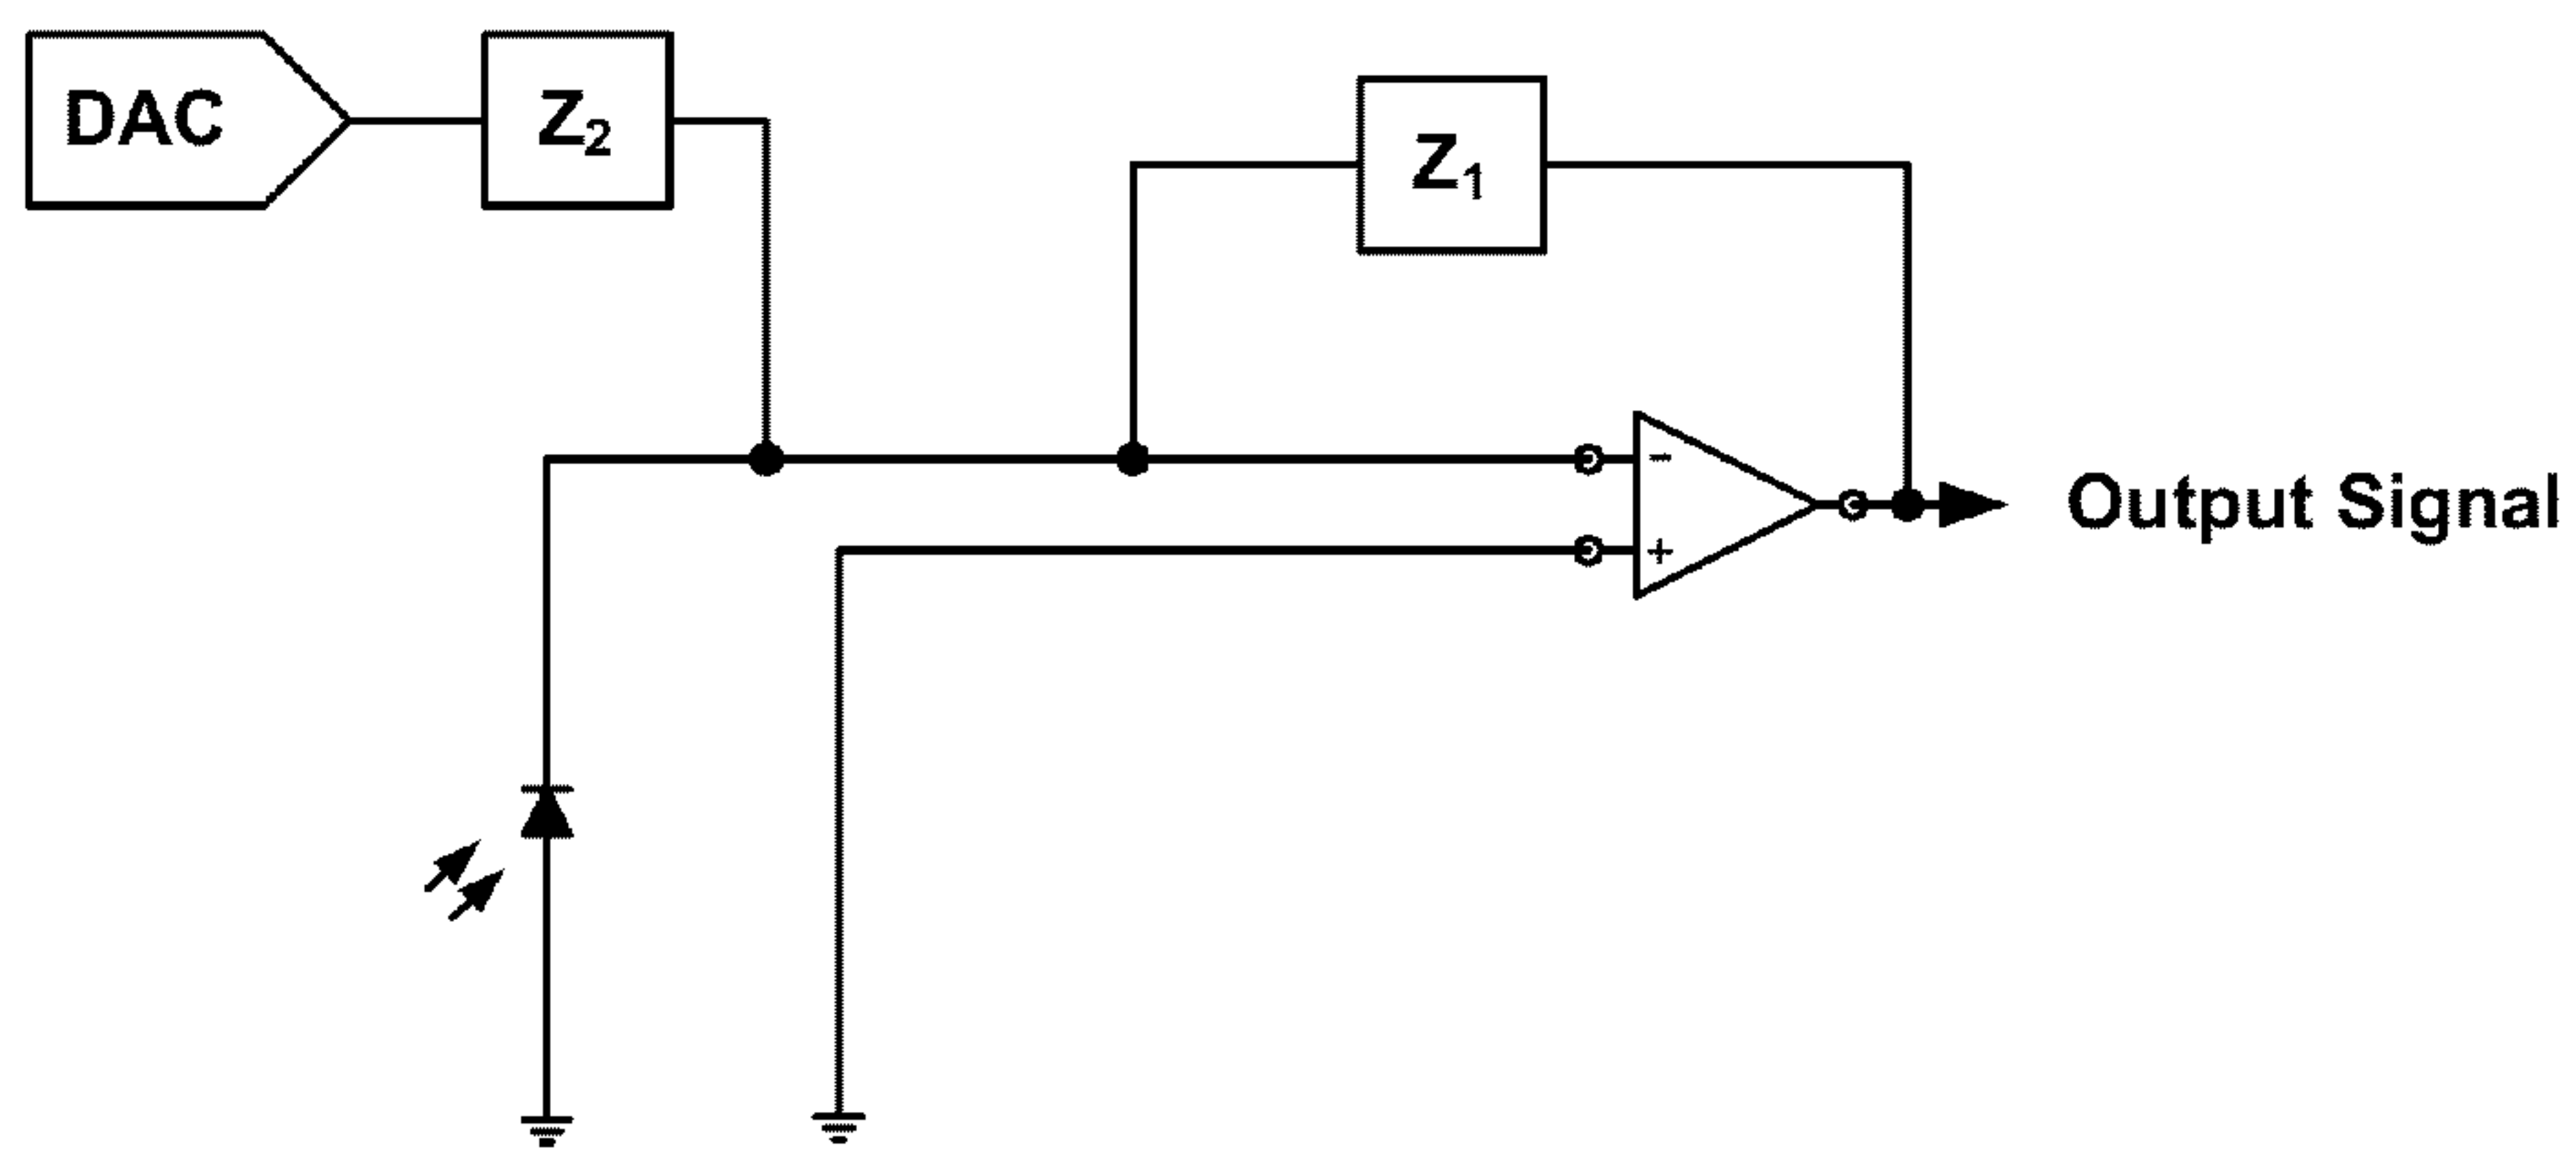 DAC
Z₂
Z₁
-
+
Output Signal